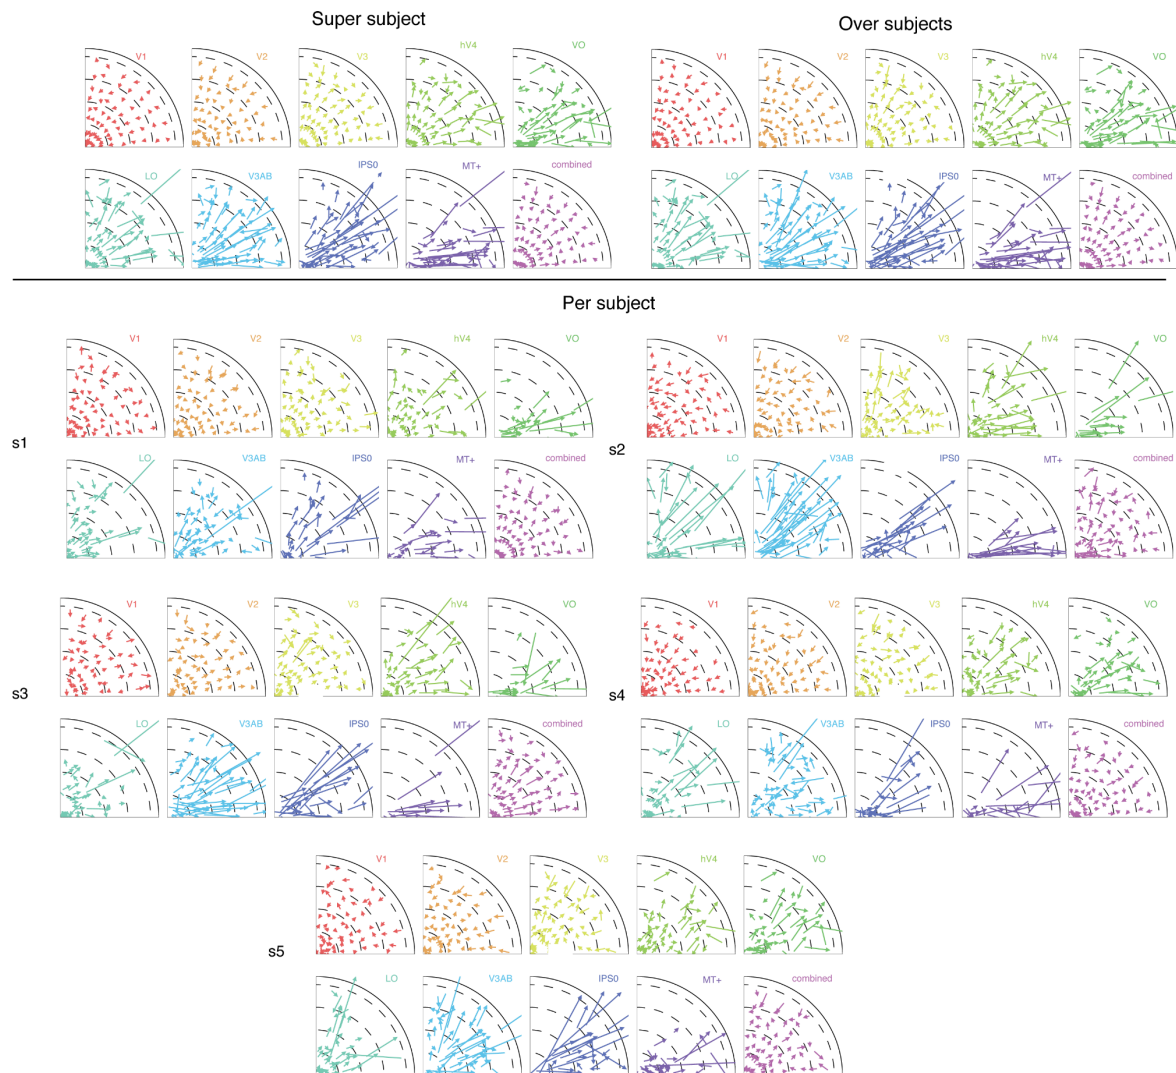 Super subject
Over subjects
V1 V2 V3 hV4 VO
V1 V2 V3 hV4 VO
LO V3AB IPS0 MT+ combined
LO V3AB IPS0 MT+ combined
Per subject
V1 V2 V3 hV4 VO
V1 V2 V3 hV4 VO
s1
s2
LO V3AB IPS0 MT+ combined
LO V3AB IPS0 MT+ combined
V1 V2 V3 hV4 VO
V1 V2 V3 hV4 VO
s3
s4
LO V3AB IPS0 MT+ combined
LO V3AB IPS0 MT+ combined
V1 V2 V3 hV4 VO
s5
LO V3AB IPS0 MT+ combined